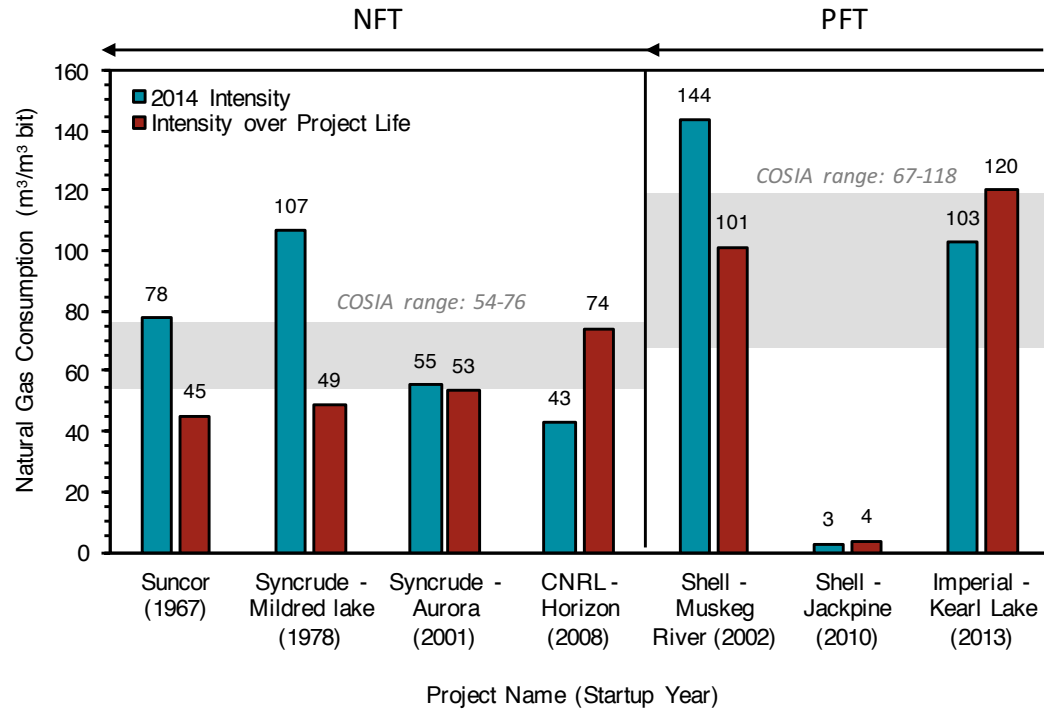 NFT PFT
160
140
120
100
80
60
40
20
0
Natural Gas Consumption (m³/m³ bit)
2014 Intensity
Intensity over Project Life
COSIA range: 54-76
COSIA range: 67-118
78
45
107
49
55
53
43
74
144
101
3
4
103
120
Suncor
(1967)
Syncrude -
Mildred lake
(1978)
Syncrude -
Aurora
(2001)
CNRL -
Horizon
(2008)
Shell -
Muskeg
River (2002)
Shell -
Jackpine
(2010)
Imperial -
Kearl Lake
(2013)
Project Name (Startup Year)